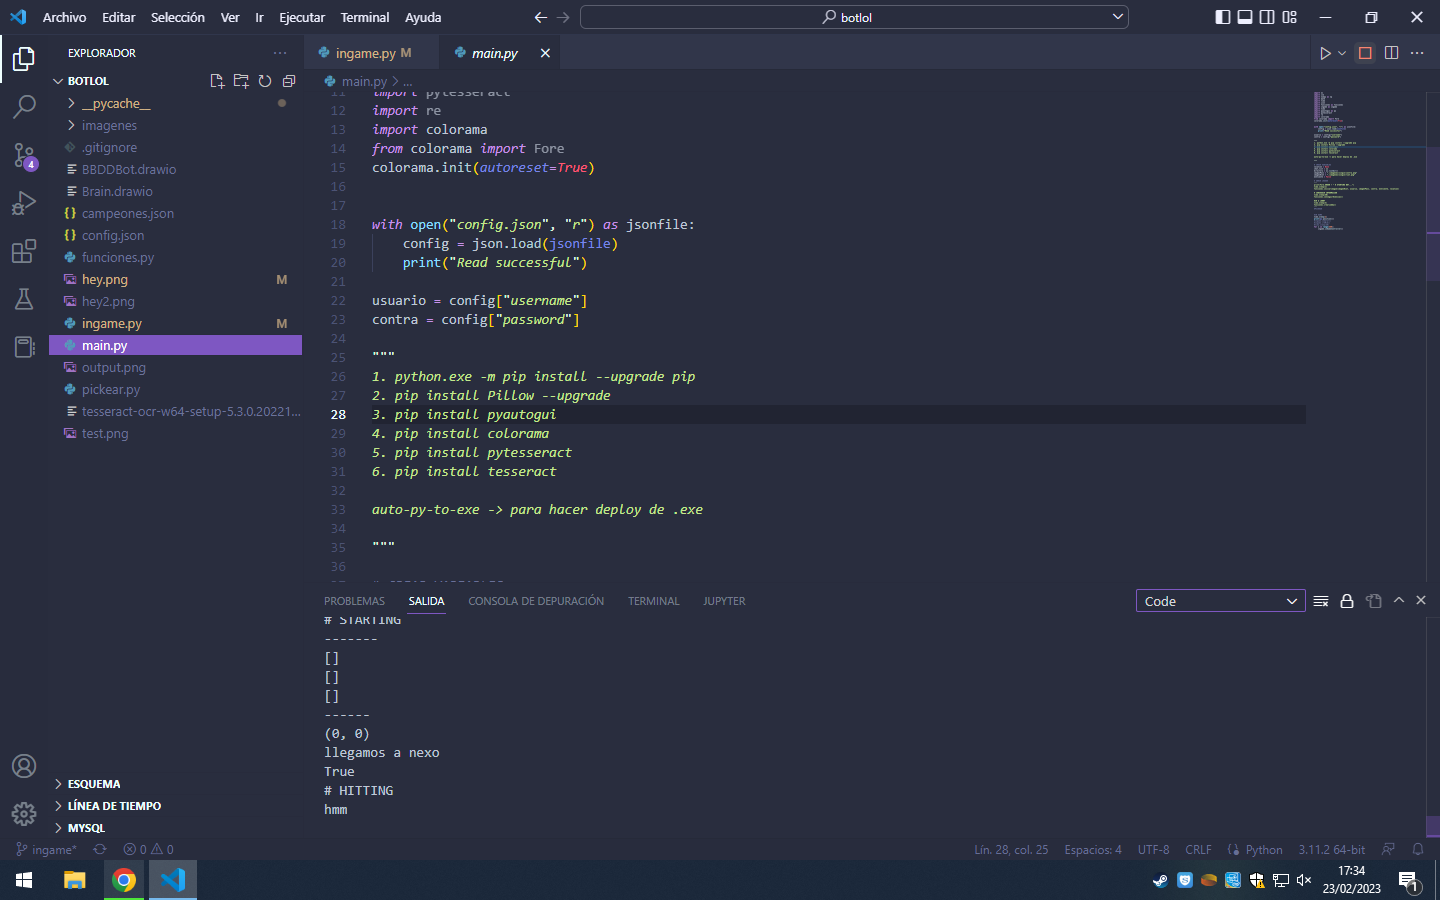 Archivo Editar Selección Ver Ir Ejecutar Terminal Ayuda
botlol
EXPLORADOR
BOTLOL
__pycache__
imagenes
.gitignore
BBDDBot.drawio
Brain.drawio
campeones.json
config.json
funciones.py
hey.png M
hey2.png
ingame.py M
main.py
output.png
pickear.py
tesseract-ocr-w64-setup-5.3.0.20221...
test.png
ESQUEMA
LÍNEA DE TIEMPO
MYSQL
4
ingame.py M
main.py
main.py > ...
11 import pytesseract
12 import re
13 import colorama
14 from colorama import Fore
15 colorama.init(autoreset=True)
16
17
18 with open("config.json", "r") as jsonfile:
19 config = json.load(jsonfile)
20 print("Read successful")
21
22 usuario = config["username"]
23 contra = config["password"]
24
25 """
26 1. python.exe -m pip install --upgrade pip
27 2. pip install Pillow --upgrade
28 3. pip install pyautogui
29 4. pip install colorama
30 5. pip install pytesseract
31 6. pip install tesseract
32
33 auto-py-to-exe -> para hacer deploy de .exe
34
35 """
36
PROBLEMAS SALIDA CONSOLA DE DEPURACIÓN TERMINAL JUPYTER
Code
# STARTING
-------
[]
[]
[]
------
(0, 0)
llegamos a nexo
True
# HITTING
hmm
ingame* 0 0
Lín. 28, col. 25 Espacios: 4 UTF-8 CRLF Python 3.11.2 64-bit
17:34
23/02/2023
1